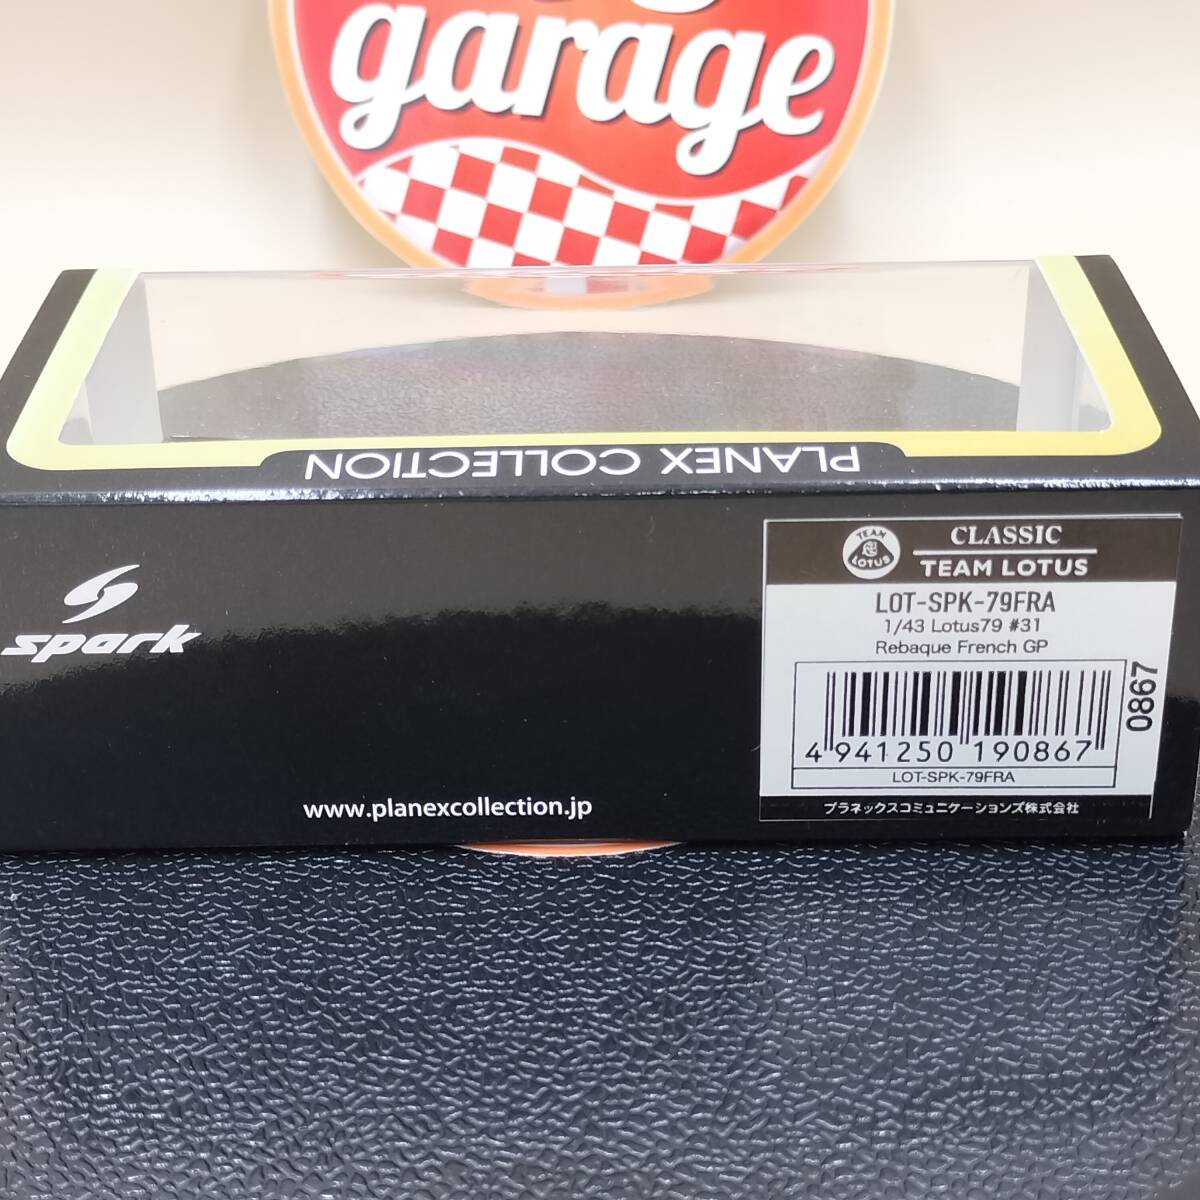 garage
PLANEX COLLECTION
spark
www.planexcollection.jp
TEAM
LOTUS
CLASSIC
TEAM LOTUS
LOT-SPK-79FRA
1/43 Lotus79 #31
Rebaque French GP
4 941250 190867
0867
LOT-SPK-79FRA
プラネックスコミュニケーションズ株式会社